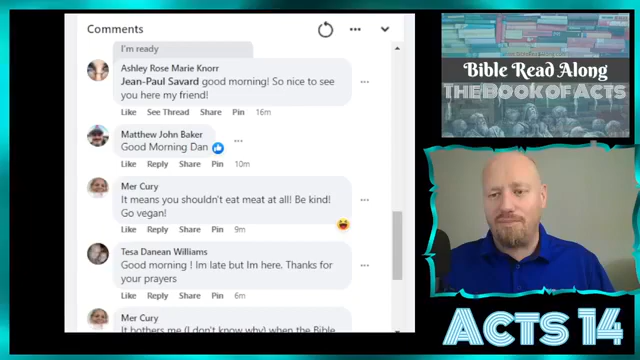 Comments
I'm ready
Ashley Rose Marie Knorr
Jean-Paul Savard good morning! So nice to see
you here my friend!
Like See Thread Share Pin 16m
Matthew John Baker
Good Morning Dan
Like Reply Share Pin 10m
Mer Cury
It means you shouldn't eat meat at all! Be kind!
Go vegan!
Like Reply Share Pin 9m
Tesa Danean Williams
Good morning ! Im late but Im here. Thanks for
your prayers
Like Reply Share Pin 6m
Mer Cury
It bothers me (I don't know why) when the Bible
Bible Read Along
The Book of Acts
Acts 14